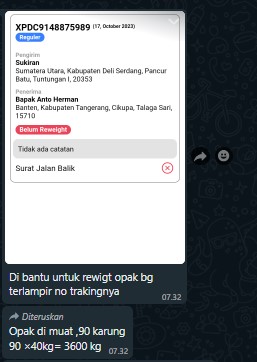 XPDC9148875989 (17, October 2023)
Reguler
Pengirim
Sukiran
Sumatera Utara, Kabupaten Deli Serdang, Pancur
Batu, Tuntungan I, 20353
Penerima
Bapak Anto Herman
Banten, Kabupaten Tangerang, Cikupa, Talaga Sari,
15710
Belum Reweight
Tidak ada catatan
Surat Jalan Balik
Di bantu untuk rewigt opak bg
terlampir no trakingnya
07.32
Diteruskan
Opak di muat ,90 karung
90 ×40kg= 3600 kg
07.32